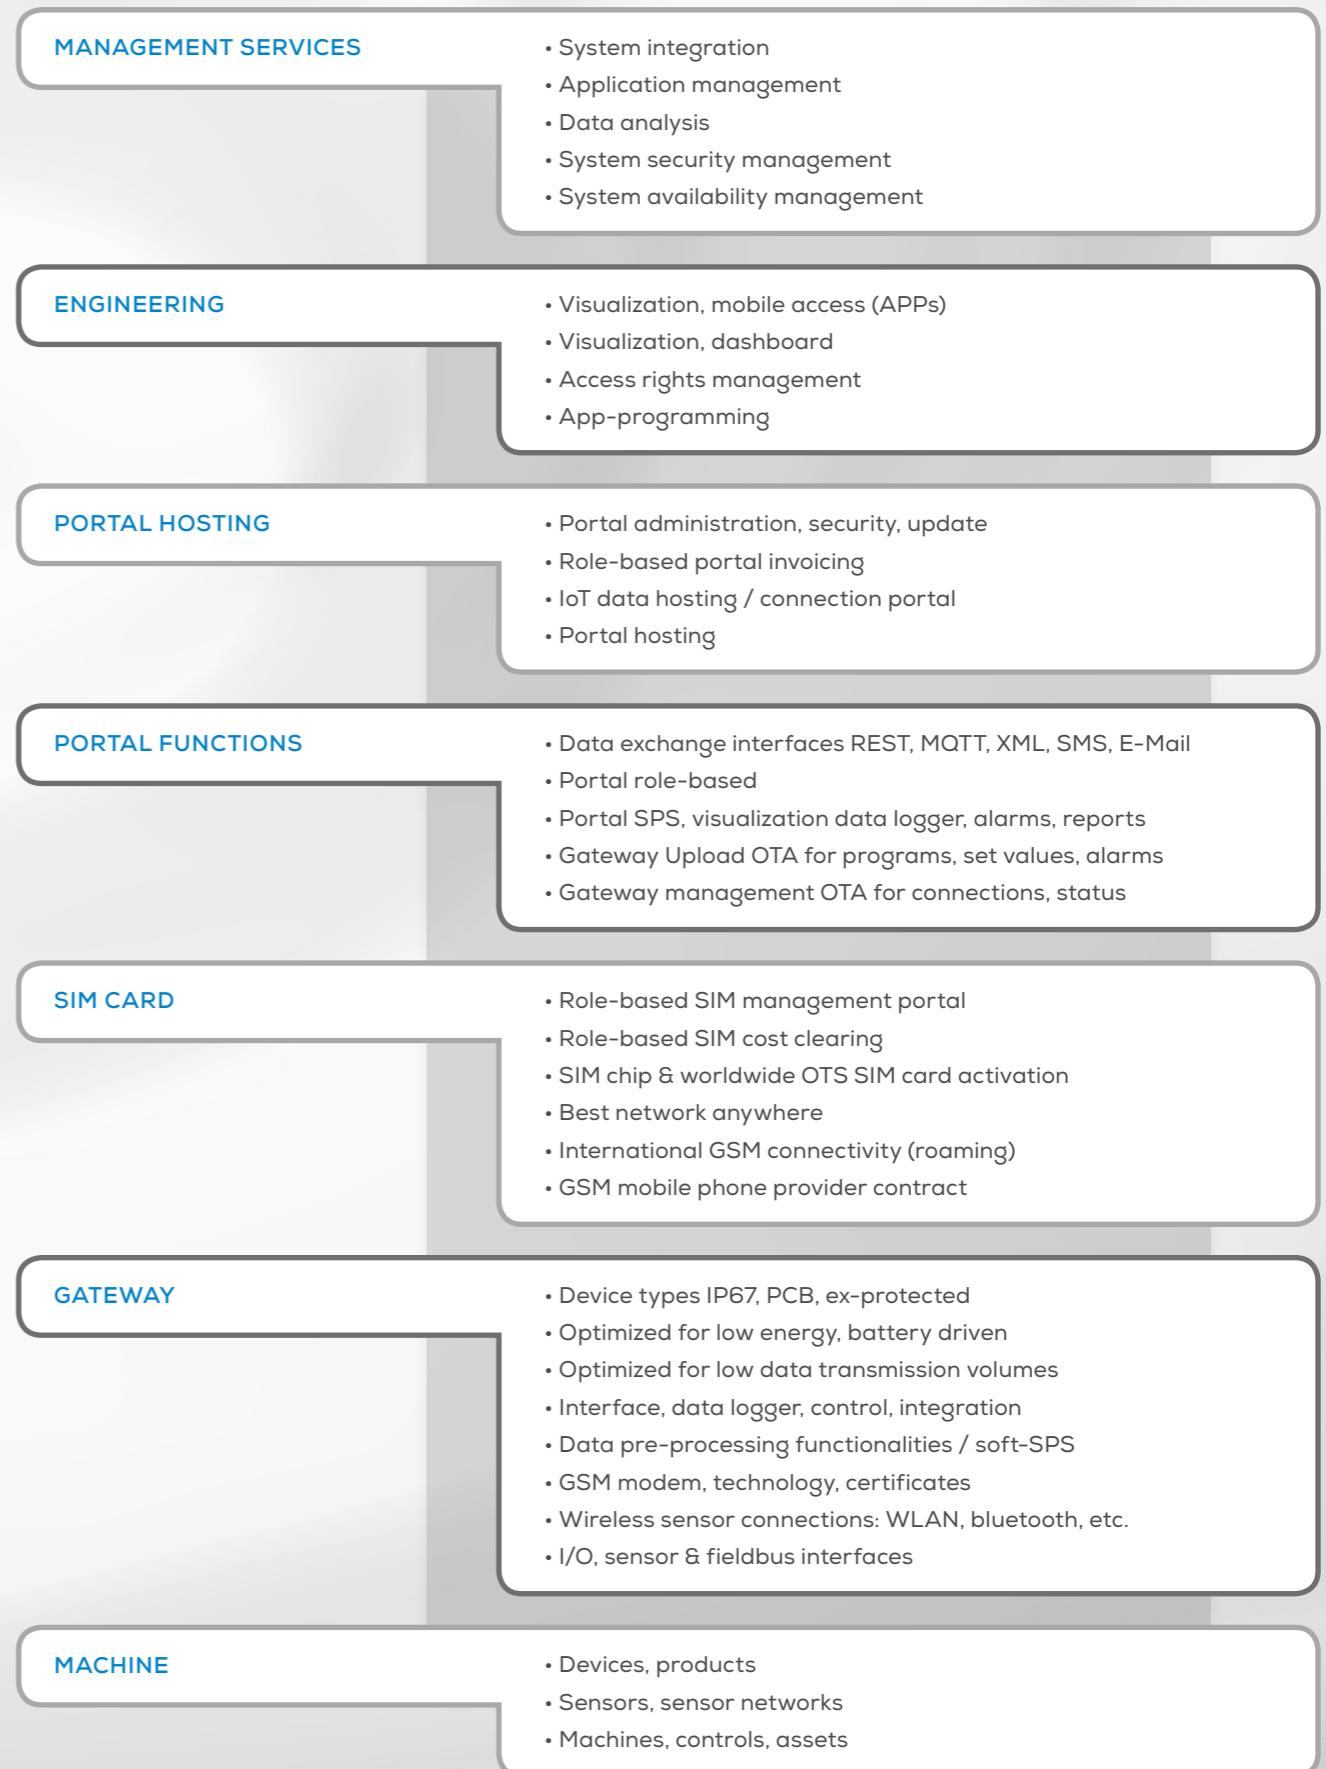 MANAGEMENT SERVICES
• System integration
• Application management
• Data analysis
• System security management
• System availability management
ENGINEERING
• Visualization, mobile access (APPs)
• Visualization, dashboard
• Access rights management
• App-programming
PORTAL HOSTING
• Portal administration, security, update
• Role-based portal invoicing
• IoT data hosting / connection portal
• Portal hosting
PORTAL FUNCTIONS
• Data exchange interfaces REST, MQTT, XML, SMS, E-Mail
• Portal role-based
• Portal SPS, visualization data logger, alarms, reports
• Gateway Upload OTA for programs, set values, alarms
• Gateway management OTA for connections, status
SIM CARD
• Role-based SIM management portal
• Role-based SIM cost clearing
• SIM chip & worldwide OTS SIM card activation
• Best network anywhere
• International GSM connectivity (roaming)
• GSM mobile phone provider contract
GATEWAY
• Device types IP67, PCB, ex-protected
• Optimized for low energy, battery driven
• Optimized for low data transmission volumes
• Interface, data logger, control, integration
• Data pre-processing functionalities / soft-SPS
• GSM modem, technology, certificates
• Wireless sensor connections: WLAN, bluetooth, etc.
• I/O, sensor & fieldbus interfaces
MACHINE
• Devices, products
• Sensors, sensor networks
• Machines, controls, assets